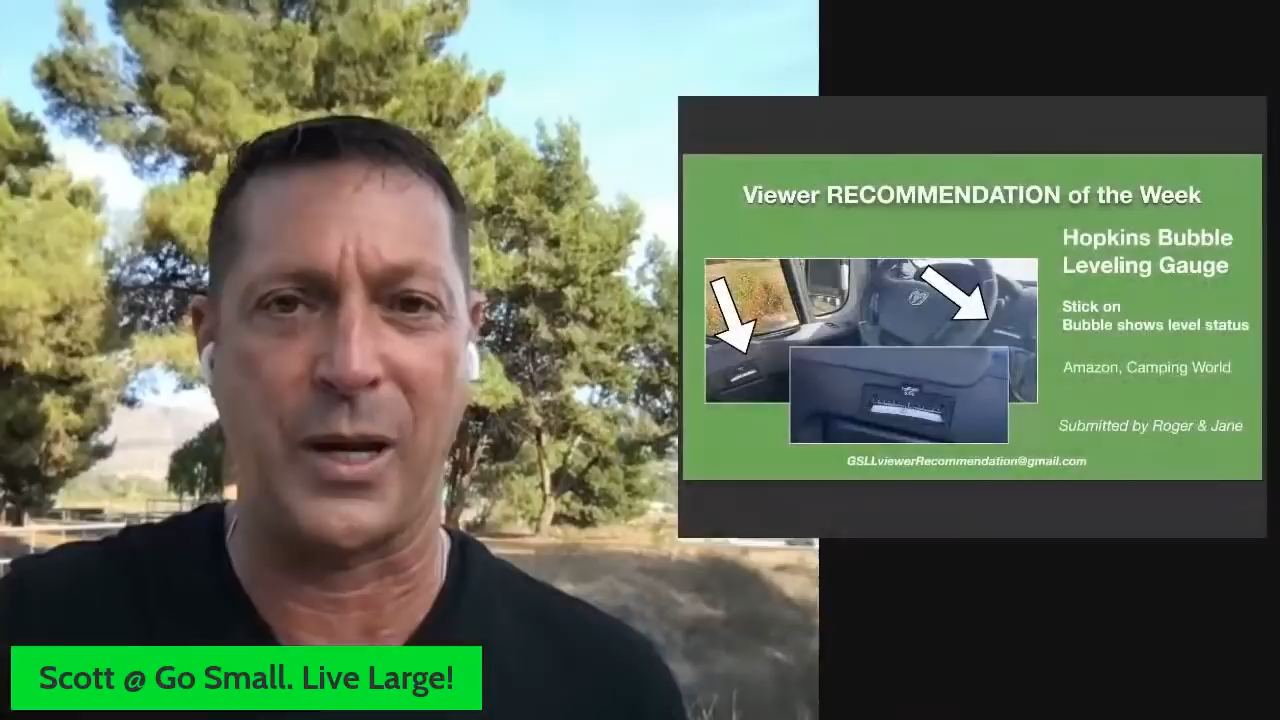 Viewer RECOMMENDATION of the Week
Hopkins Bubble
Leveling Gauge
Stick on
Bubble shows level status
Amazon, Camping World
Submitted by Roger & Jane
GSLLviewerRecommendation@gmail.com
Scott @ Go Small. Live Large!